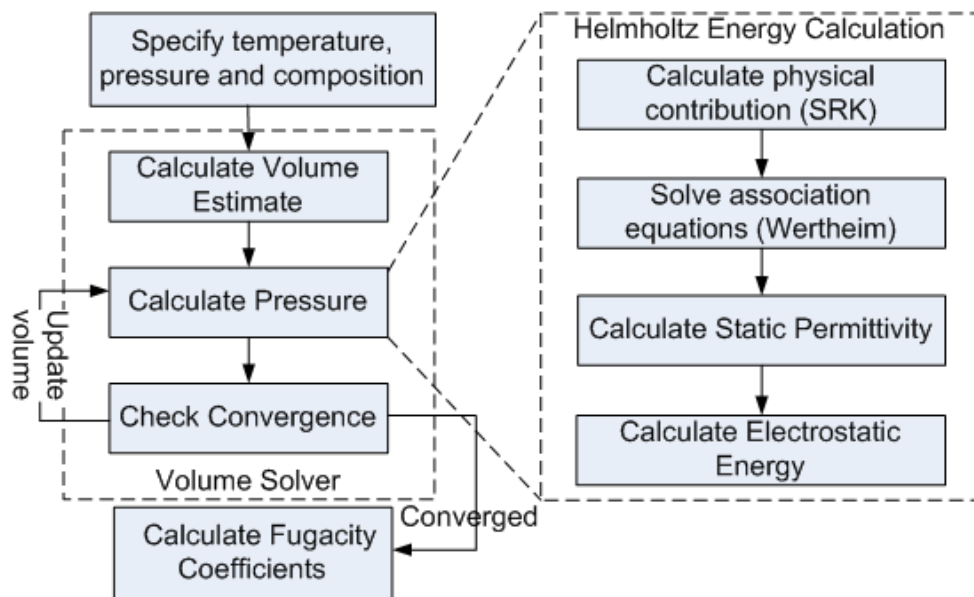 Specify temperature,
pressure and composition
Calculate Volume
Estimate
Calculate Pressure
Update
volume
Check Convergence
Volume Solver
Converged
Calculate Fugacity
Coefficients
Helmholtz Energy Calculation
Calculate physical
contribution (SRK)
Solve association
equations (Wertheim)
Calculate Static Permittivity
Calculate Electrostatic
Energy